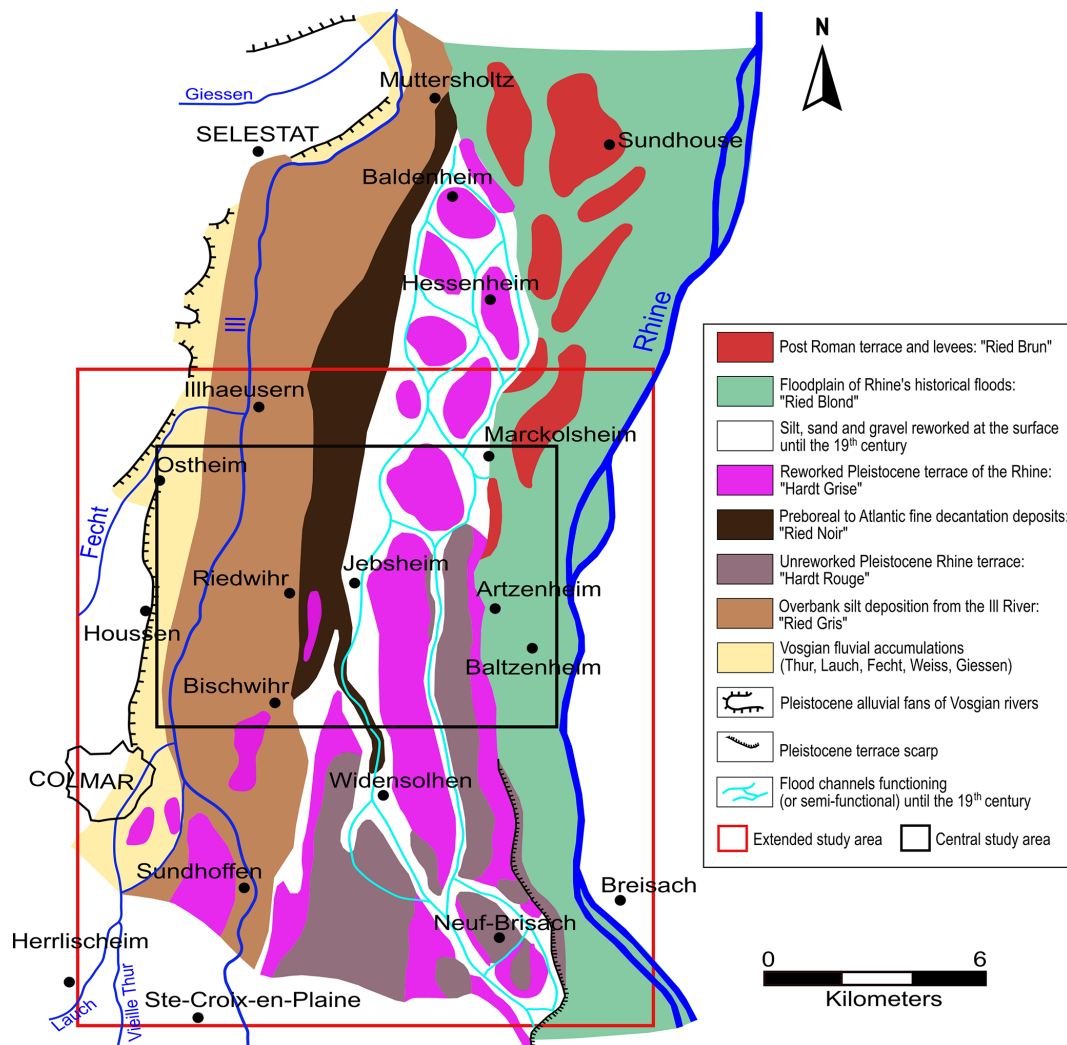 N
Giessen
Muttersholtz
SELESTAT
Sundhouse
Baldenheim
Hessenheim
Ill
Rhine
Illhaeusern
Marckolsheim
Ostheim
Fecht
Jebsheim
Riedwihr
Artzenheim
Houssen
Baltzenheim
Bischwihr
COLMAR
Widensolhen
Sundhoffen
Breisach
Neuf-Brisach
Herrlischeim
Ste-Croix-en-Plaine
Lauch
Vieille Thur
Post Roman terrace and levees: "Ried Brun"
Floodplain of Rhine's historical floods:
"Ried Blond"
Silt, sand and gravel reworked at the surface
until the 19th century
Reworked Pleistocene terrace of the Rhine:
"Hardt Grise"
Preboreal to Atlantic fine decantation deposits:
"Ried Noir"
Unreworked Pleistocene Rhine terrace:
"Hardt Rouge"
Overbank silt deposition from the Ill River:
"Ried Gris"
Vosgian fluvial accumulations
(Thur, Lauch, Fecht, Weiss, Giessen)
Pleistocene alluvial fans of Vosgian rivers
Pleistocene terrace scarp
Flood channels functioning
(or semi-functional) until the 19th century
Extended study area
Central study area
0 6
Kilometers